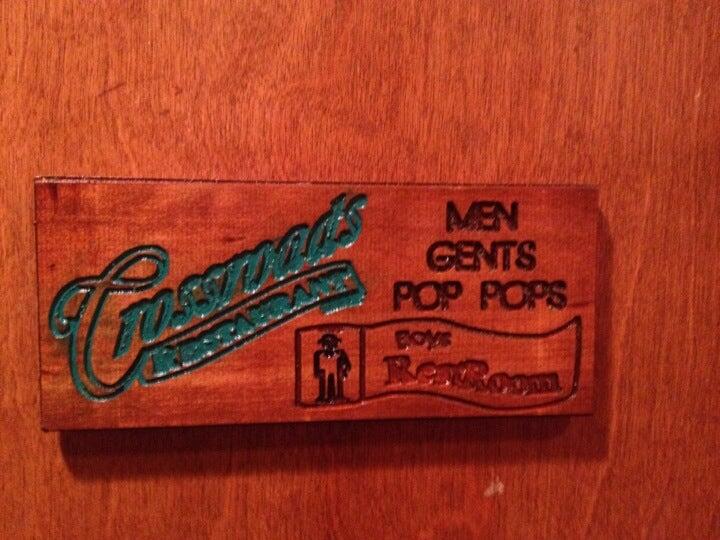 Crossroads
RESTAURANT
MEN
GENTS
POP POPS
BOYS
RestRoom